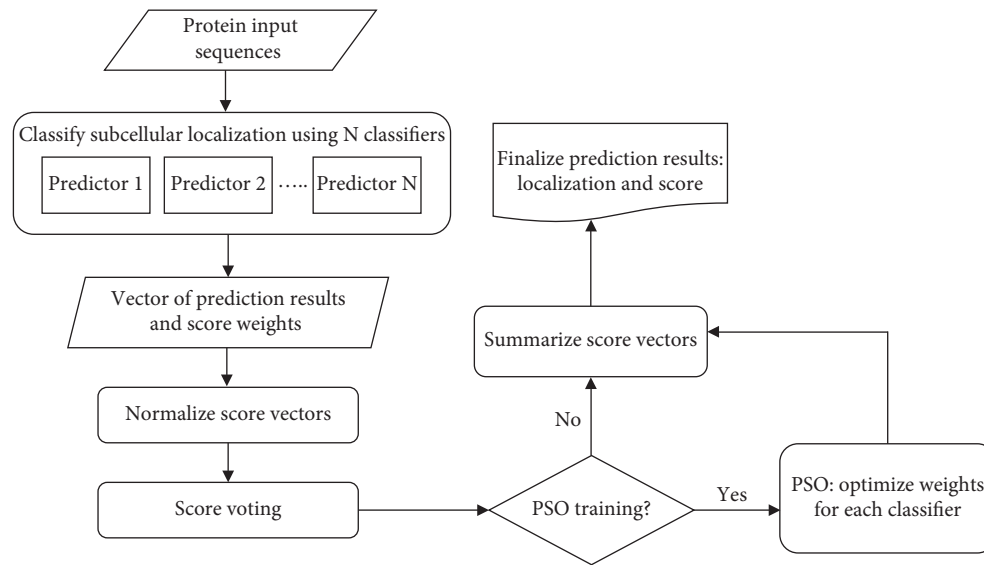 Protein input
sequences
Classify subcellular localization using N classifiers
Predictor 1
Predictor 2
.....
Predictor N
Vector of prediction results
and score weights
Normalize score vectors
Score voting
PSO training?
Yes
No
PSO: optimize weights
for each classifier
Summarize score vectors
Finalize prediction results:
localization and score